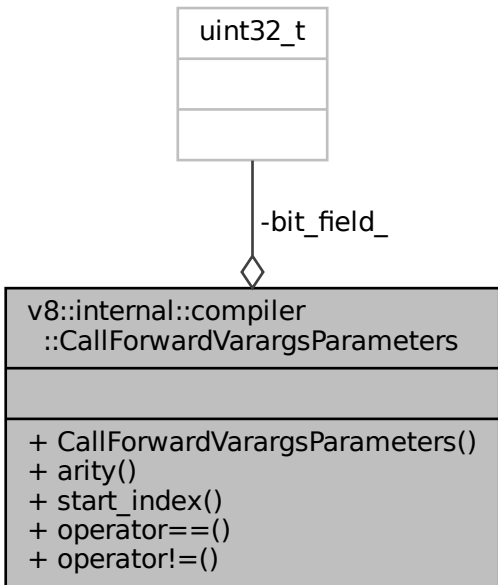 uint32_t
-bit_field_
v8::internal::compiler
::CallForwardVarargsParameters
+ CallForwardVarargsParameters()
+ arity()
+ start_index()
+ operator==()
+ operator!=()